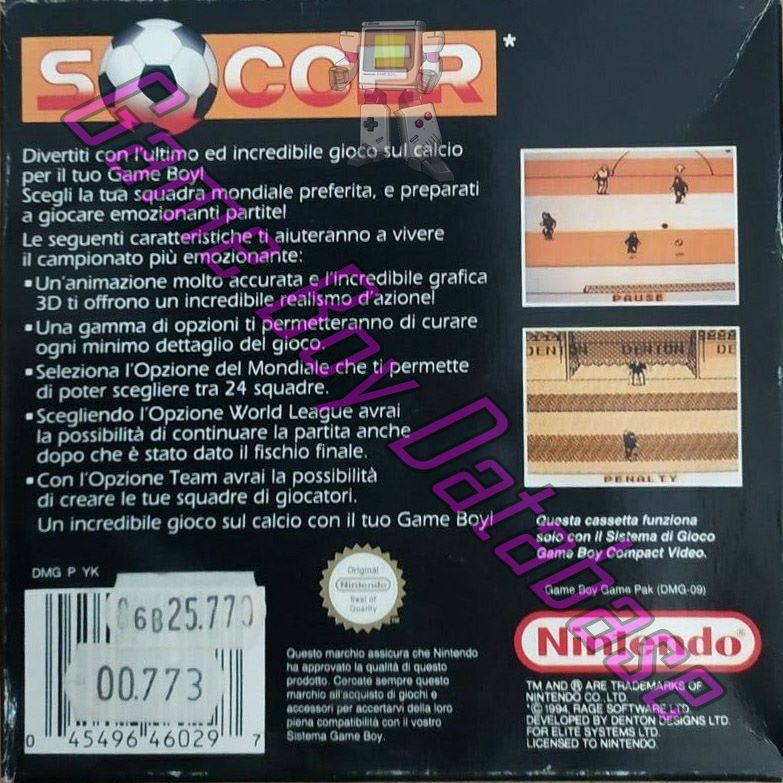 SOCCER*
Divertiti con l'ultimo ed incredibile gioco sul calcio
per il tuo Game Boy!
Scegli la tua squadra mondiale preferita, e preparati
a giocare emozionanti partite!
Le seguenti caratteristiche ti aiuteranno a vivere
il campionato più emozionante:
▪Un'animazione molto accurata e l'incredibile grafica
3D ti offrono un incredibile realismo d'azione!
▪Una gamma di opzioni ti permetteranno di curare
ogni minimo dettaglio del gioco.
▪Seleziona l'Opzione del Mondiale che ti permette
di poter scegliere tra 24 squadre.
▪Scegliendo l'Opzione World League avrai
la possibilità di continuare la partita anche
dopo che è stato dato il fischio finale.
▪Con l'Opzione Team avrai la possibilità
di creare le tue squadre di giocatori.
Un incredibile gioco sul calcio con il tuo Game Boy!
PAUSE
DENTON DENTON DE
PENALTY
Questa cassetta funziona
solo con il Sistema di Gioco
Game Boy Compact Video.
Game Boy Game Pak (DMG-09)
Nintendo®
TM AND ® ARE TRADEMARKS OF
NINTENDO CO., LTD.
*© 1994, RAGE SOFTWARE LTD.
DEVELOPED BY DENTON DESIGNS LTD.
FOR ELITE SYSTEMS LTD.
LICENSED TO NINTENDO.
DMG P YK
6B25.770
00.773
0 45496 46029 7
Original
Nintendo
Seal of
Quality
Questo marchio assicura che Nintendo
ha approvato la qualità di questo
prodotto. Cercate sempre questo
marchio all'acquisto di giochi e
accessori per accertarvi della loro
piena compatibilità con il vostro
Sistema Game Boy.
Game Boy Database